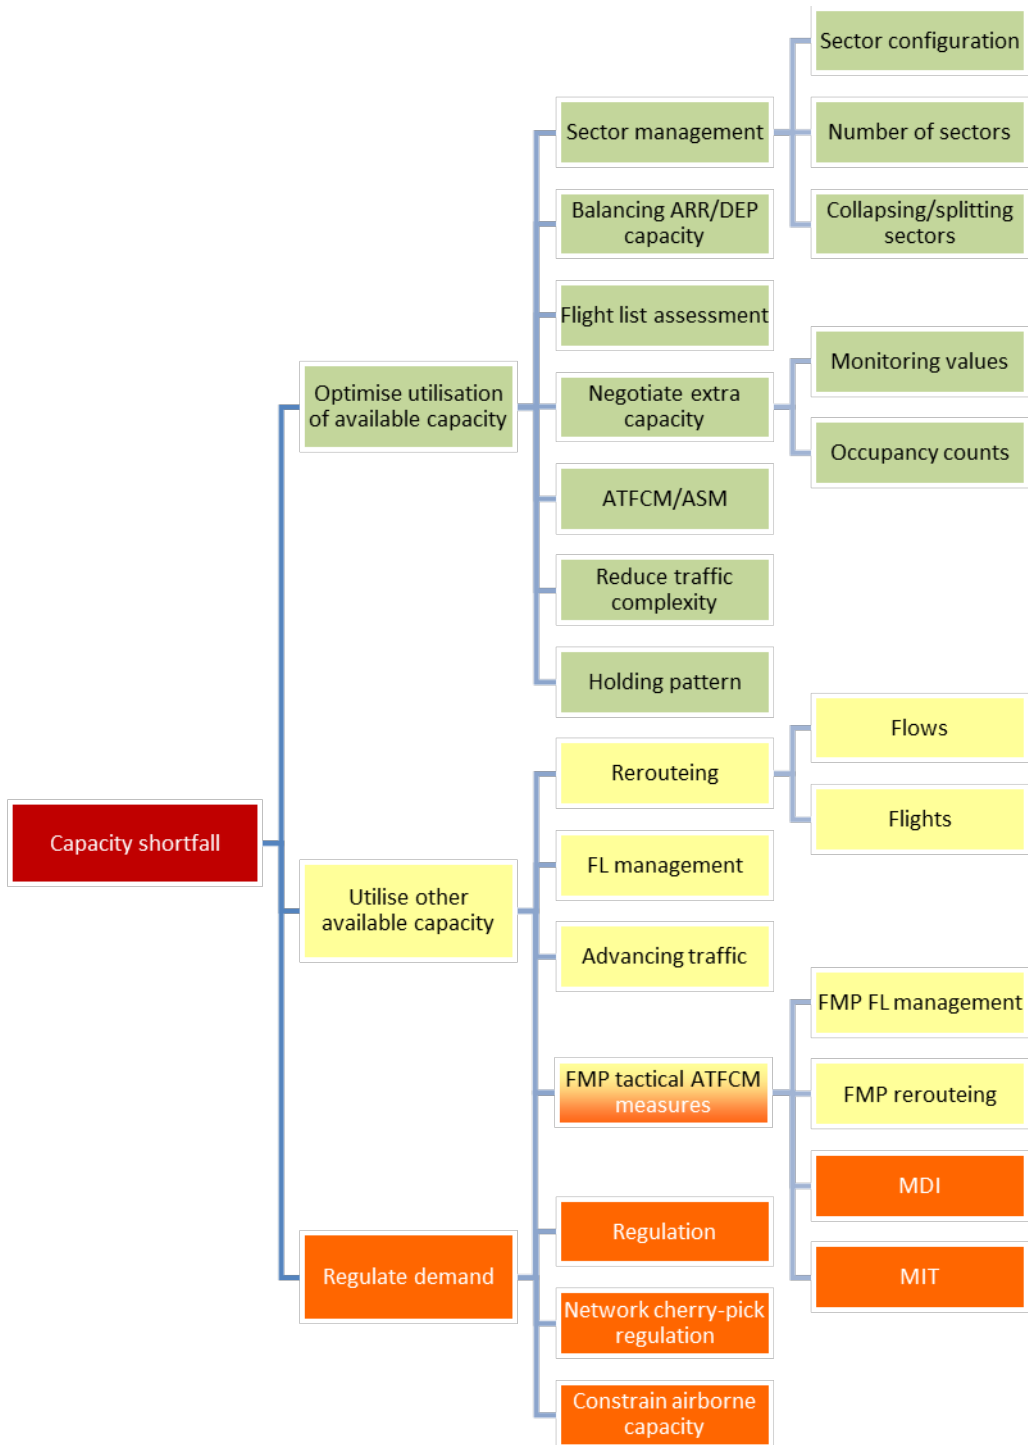 Capacity shortfall
Optimise utilisation
of available capacity
Sector management
Sector configuration
Number of sectors
Collapsing/splitting
sectors
Balancing ARR/DEP
capacity
Flight list assessment
Negotiate extra
capacity
Monitoring values
Occupancy counts
ATFCM/ASM
Reduce traffic
complexity
Holding pattern
Utilise other
available capacity
Rerouteing
Flows
Flights
FL management
Advancing traffic
FMP tactical ATFCM
measures
FMP FL management
FMP rerouteing
MDI
MIT
Regulate demand
Regulation
Network cherry-pick
regulation
Constrain airborne
capacity